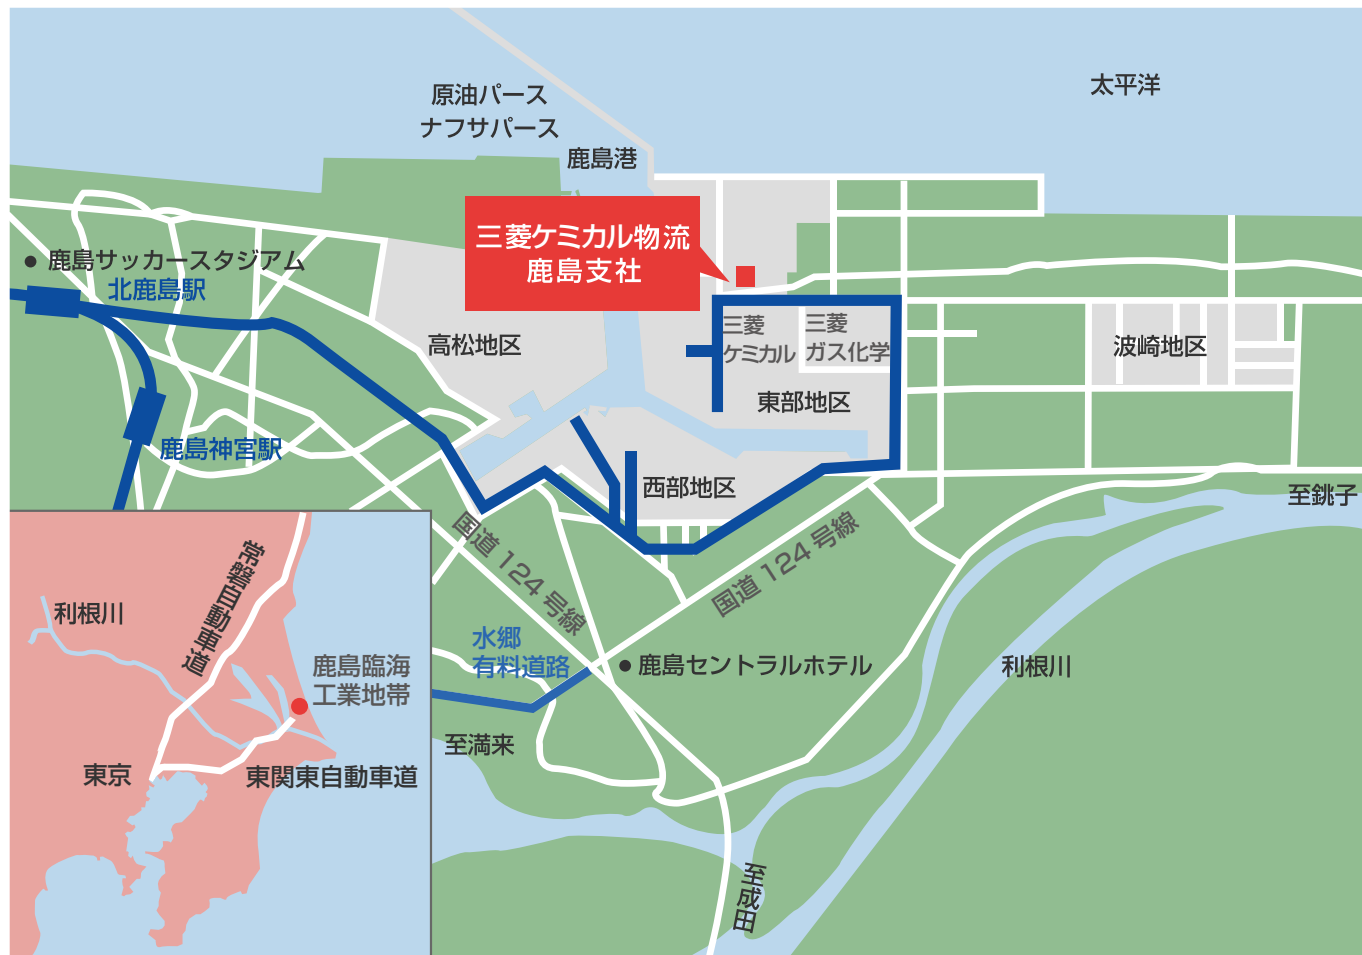 太平洋
原油バース
ナフサバース
鹿島港
三菱ケミカル物流
鹿島支社
鹿島サッカースタジアム
北鹿島駅
高松地区
三菱
ケミカル
三菱
ガス化学
波崎地区
東部地区
鹿島神宮駅
西部地区
至銚子
国道124号線
国道124号線
常磐自動車道
利根川
水郷
有料道路
鹿島セントラルホテル
利根川
鹿島臨海
工業地帯
至満来
東京
東関東自動車道
至成田